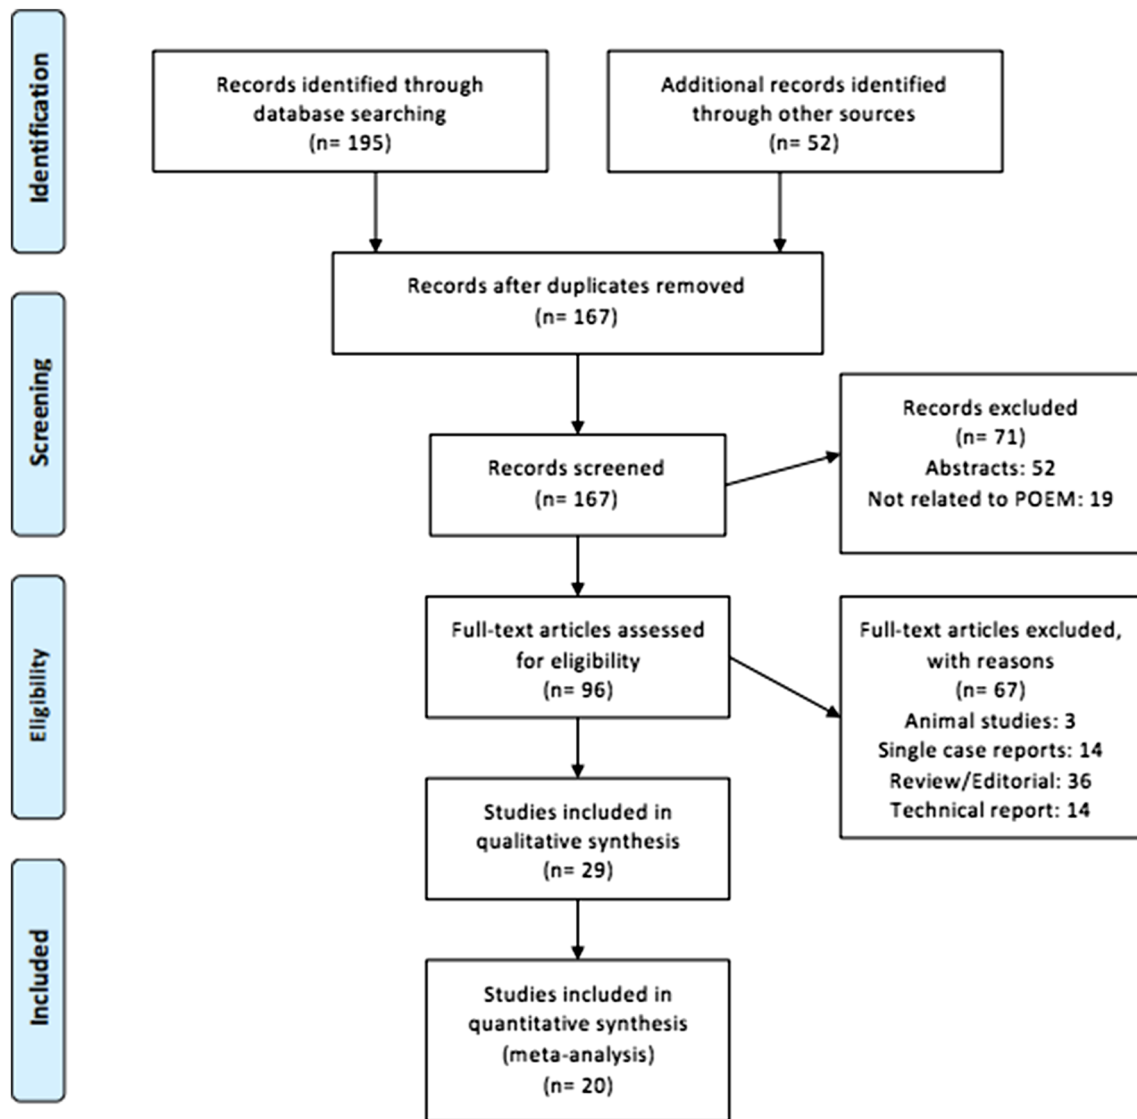 Identification
Records identified through
database searching
(n= 195)
Additional records identified
through other sources
(n= 52)
Records after duplicates removed
(n= 167)
Screening
Records screened
(n= 167)
Records excluded
(n= 71)
Abstracts: 52
Not related to POEM: 19
Eligibility
Full-text articles assessed
for eligibility
(n= 96)
Full-text articles excluded,
with reasons
(n= 67)
Animal studies: 3
Single case reports: 14
Review/Editorial: 36
Technical report: 14
Studies included in
qualitative synthesis
(n= 29)
Included
Studies included in
quantitative synthesis
(meta-analysis)
(n= 20)